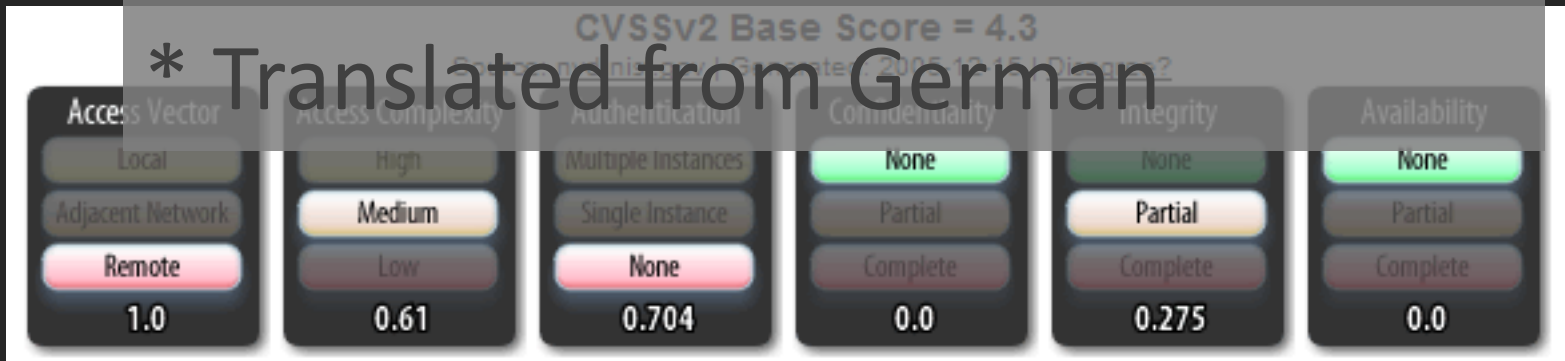 CVSSv2 Base Score = 4.3
* Translated from German
Access Vector Access Complexity Authentication Confidentiality Integrity Availability
Local High Multiple Instances None None None
Adjacent Network Medium Single Instance Partial Partial Partial
Remote Low None Complete Complete Complete
1.0 0.61 0.704 0.0 0.275 0.0